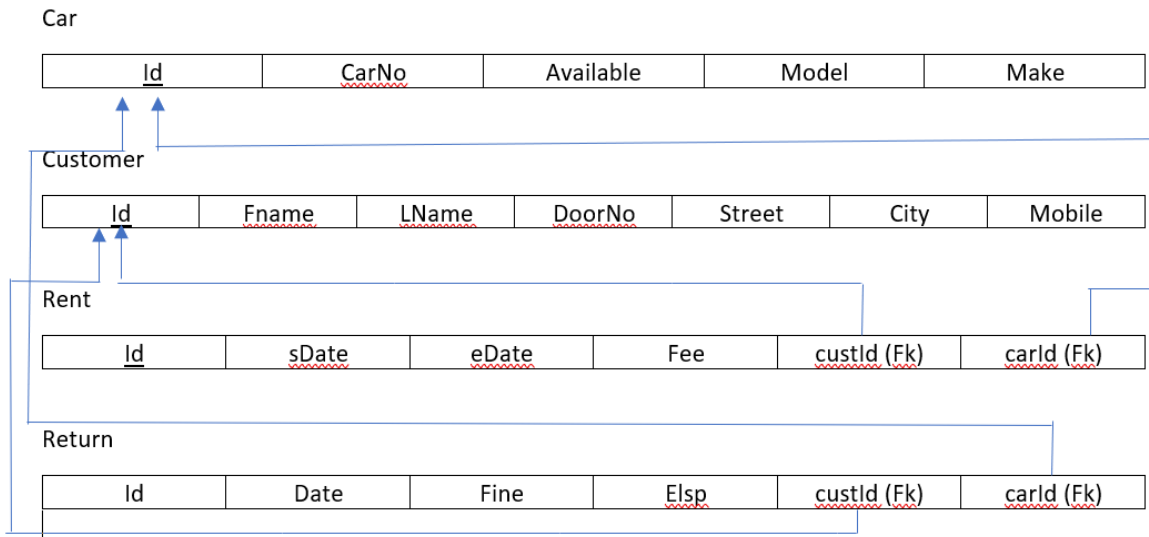 Car
Id CarNo Available Model Make
Customer
Id Fname LName DoorNo Street City Mobile
Rent
Id sDate eDate Fee custId (Fk) carId (Fk)
Return
Id Date Fine Elsp custId (Fk) carId (Fk)